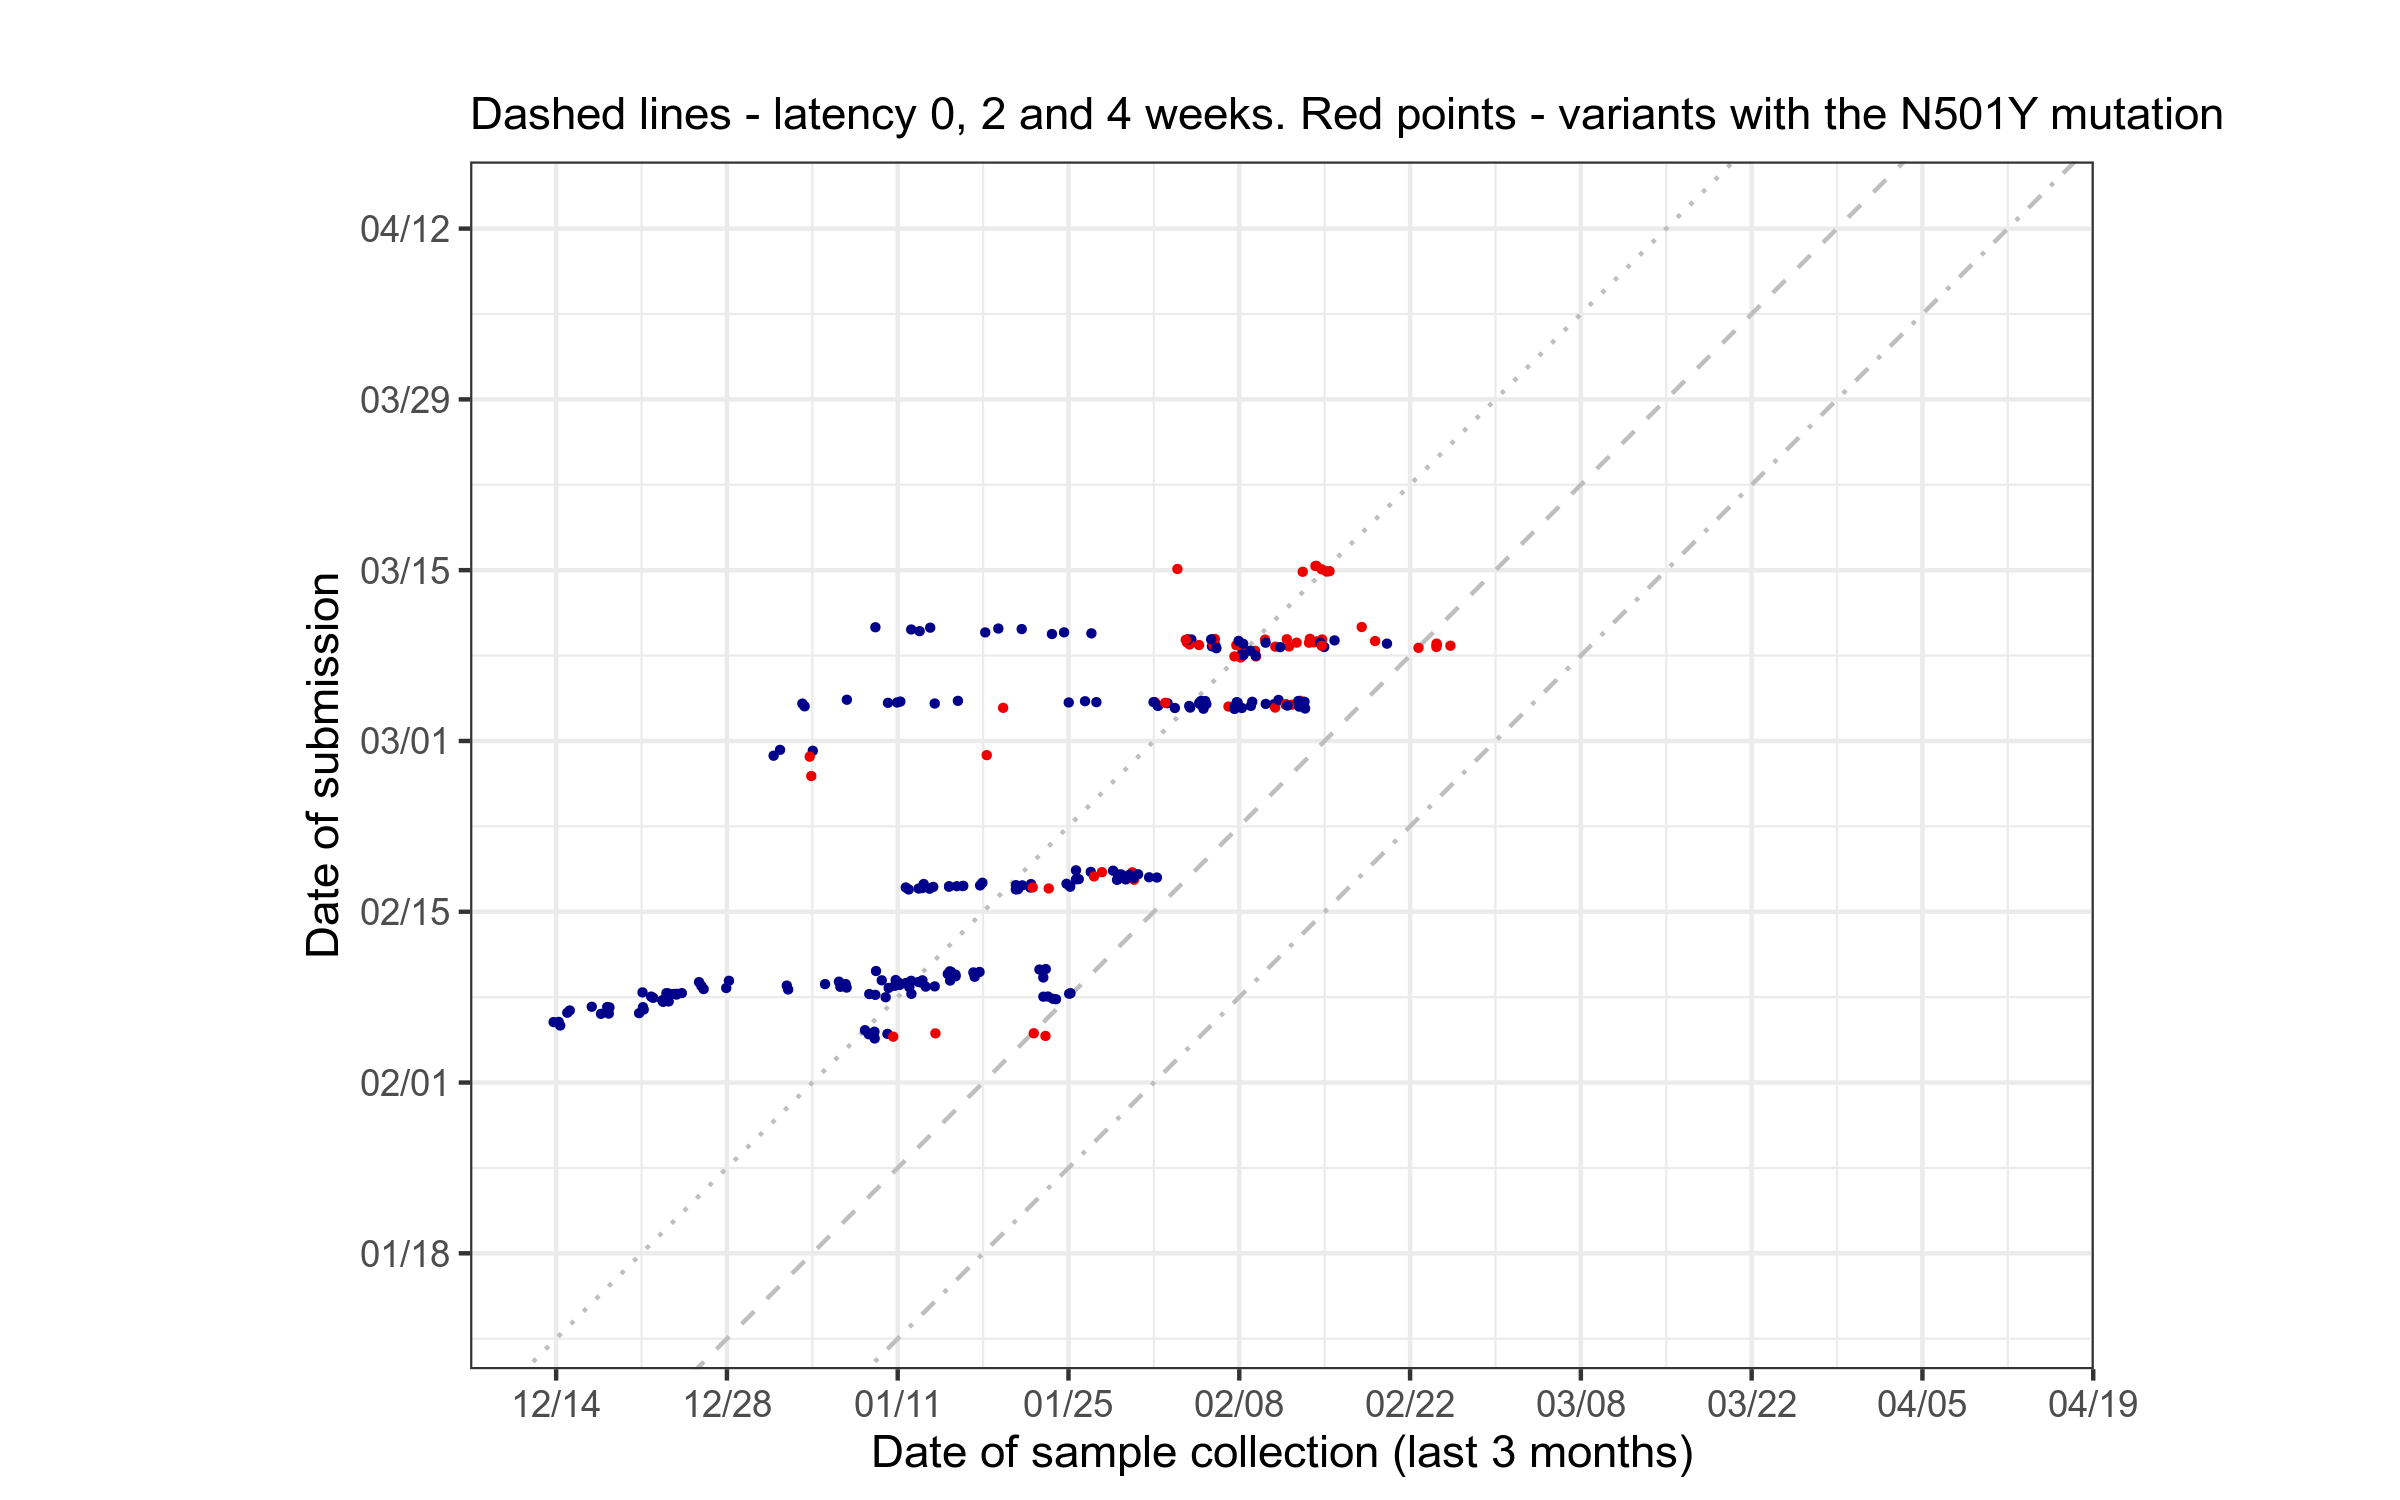 Dashed lines - latency 0, 2 and 4 weeks. Red points - variants with the N501Y mutation
04/12
03/29
03/15
03/01
02/15
02/01
01/18
Date of submission
12/14 12/28 01/11 01/25 02/08 02/22 03/08 03/22 04/05 04/19
Date of sample collection (last 3 months)